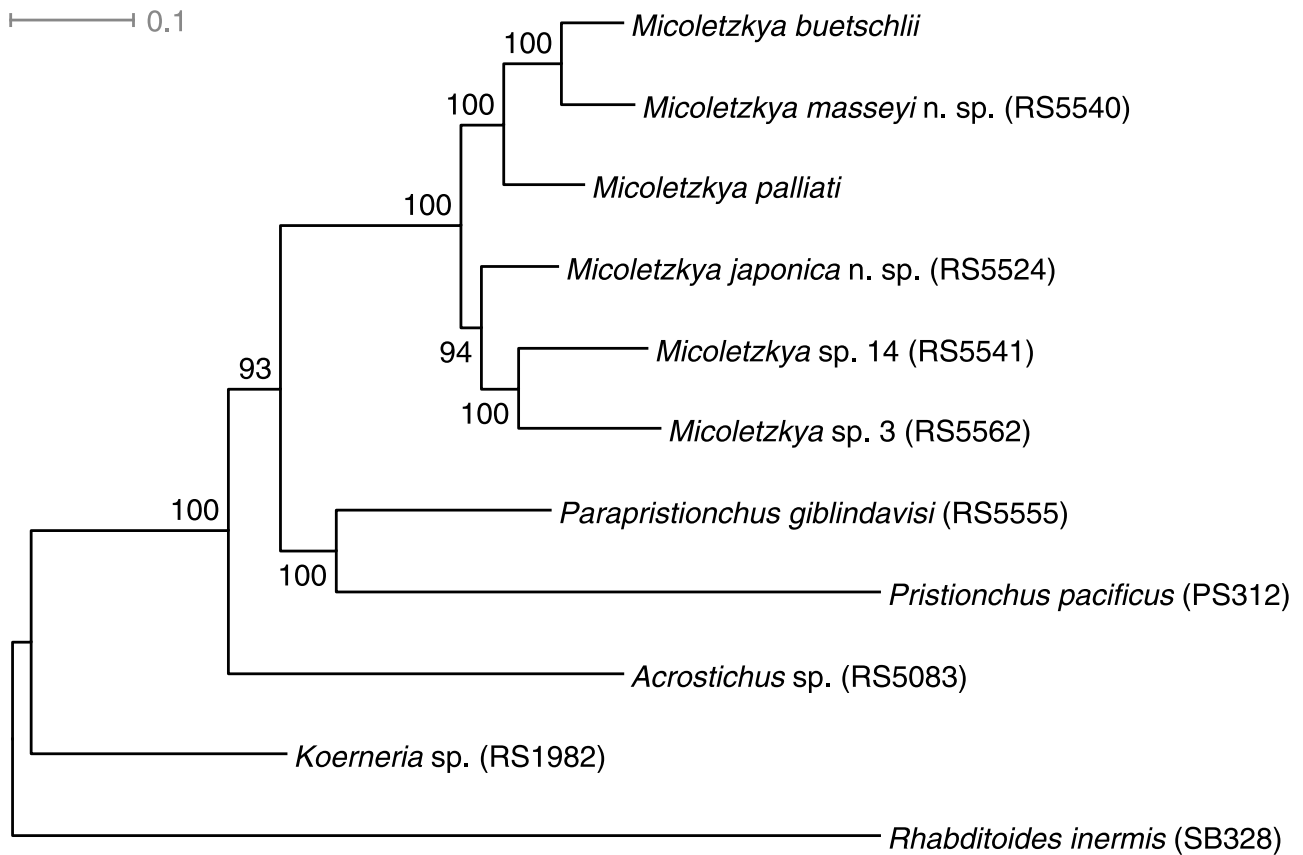 0.1
100
Micoletzkya buetschlii
100
Micoletzkya masseyi n. sp. (RS5540)
100
Micoletzkya palliati
Micoletzkya japonica n. sp. (RS5524)
94
Micoletzkya sp. 14 (RS5541)
93
100
Micoletzkya sp. 3 (RS5562)
100
Parapristionchus giblindavisi (RS5555)
100
Pristionchus pacificus (PS312)
Acrostichus sp. (RS5083)
Koerneria sp. (RS1982)
Rhabditoides inermis (SB328)